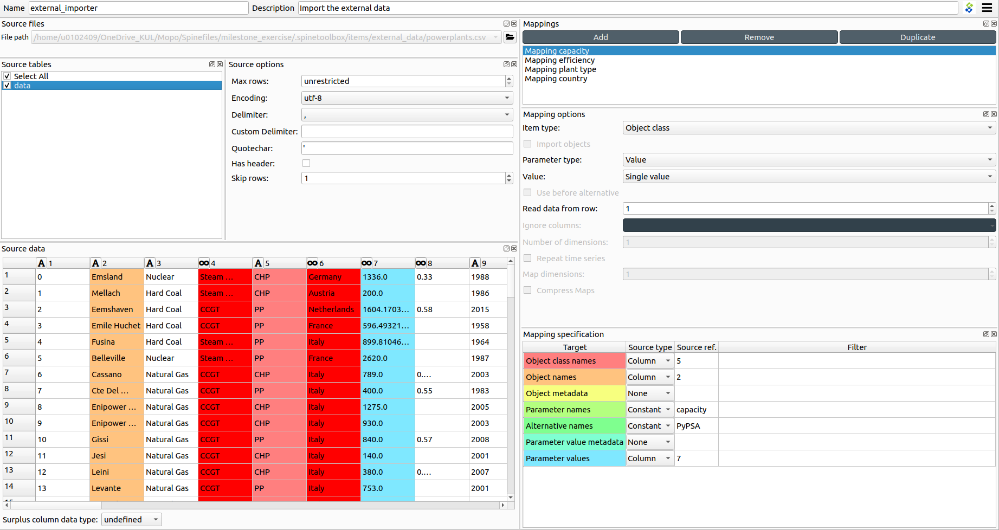 Name external_importer Description Import the external data
Source files
File path /home/u0102409/OneDrive_KUL/Mopo/Spinefiles/milestone_exercise/.spinetoolbox/items/external_data/powerplants.csv
Source tables
Select All
data
Source options
Max rows: unrestricted
Encoding: utf-8
Delimiter: ,
Custom Delimiter:
Quotechar: '
Has header:
Skip rows: 1
Source data
A 1 A 2 A 3 ∞ 4 A 5 ∞ 6 ∞ 7 ∞ 8 A 9
1 0 Emsland Nuclear Steam ... CHP Germany 1336.0 0.33 1988
2 1 Mellach Hard Coal Steam ... CHP Austria 200.0 1986
3 2 Eemshaven Hard Coal CCGT PP Netherlands 1604.1703... 0.58 2015
4 3 Emile Huchet Hard Coal CCGT PP France 596.49321... 1958
5 4 Fusina Hard Coal Steam ... PP Italy 899.81046... 1964
6 5 Belleville Nuclear Steam ... PP France 2620.0 1987
7 6 Cassano Natural Gas CCGT CHP Italy 789.0 0.... 2003
8 7 Cte Del ... Natural Gas CCGT PP Italy 400.0 0.55 1983
9 8 Enipower ... Natural Gas CCGT CHP Italy 1275.0 2005
10 9 Enipower ... Natural Gas CCGT CHP Italy 930.0 2003
11 10 Gissi Natural Gas CCGT PP Italy 840.0 0.57 2008
12 11 Jesi Natural Gas CCGT CHP Italy 140.0 2001
13 12 Leini Natural Gas CCGT CHP Italy 380.0 0.... 2007
14 13 Levante Natural Gas CCGT PP Italy 753.0 2001
Surplus column data type: undefined
Mappings
Add Remove Duplicate
Mapping capacity
Mapping efficiency
Mapping plant type
Mapping country
Mapping options
Item type: Object class
Import objects
Parameter type: Value
Value: Single value
Use before alternative
Read data from row: 1
Ignore columns:
Number of dimensions: 1
Repeat time series
Map dimensions: 1
Compress Maps
Mapping specification
Target Source type Source ref. Filter
Object class names Column 5
Object names Column 2
Object metadata None
Parameter names Constant capacity
Alternative names Constant PyPSA
Parameter value metadata None
Parameter values Column 7